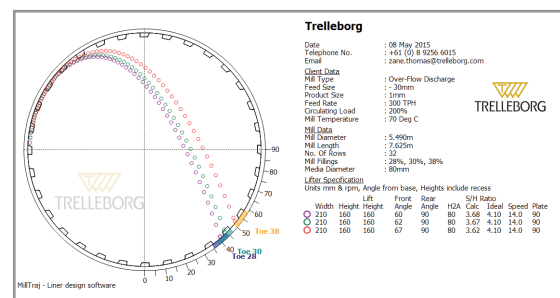 Trelleborg
Date : 08 May 2015
Telephone No. : +61 (0) 8 9256 6015
Email : zane.thomas@trelleborg.com
Client Data
Mill Type : Over-Flow Discharge
Feed Size : - 30mm
Product Size : 1mm
Feed Rate : 300 TPH
Circulating Load : 200%
Mill Temperature : 70 Deg C
TRELLEBORG
Mill Data
Mill Diameter : 5.490m
Mill Length : 7.625m
No. Of Rows : 32
Mill Fillings : 28%, 30%, 38%
Media Diameter : 80mm
Lifter Specification
Units mm & rpm, Angle from base, Heights include recess
Lift Front Rear S/H Ratio
Width Height Height Angle Angle H2A Calc Ideal Speed Plate
210 160 160 60 90 80 3.68 4.10 14.0 90
210 160 160 62 90 80 3.67 4.10 14.0 90
210 160 160 67 90 80 3.62 4.10 14.0 90
90
80
70
60
50
40
30
20
10
0
Toe 38
Toe 30
Toe 28
TRELLEBORG
MillTraj - Liner design software